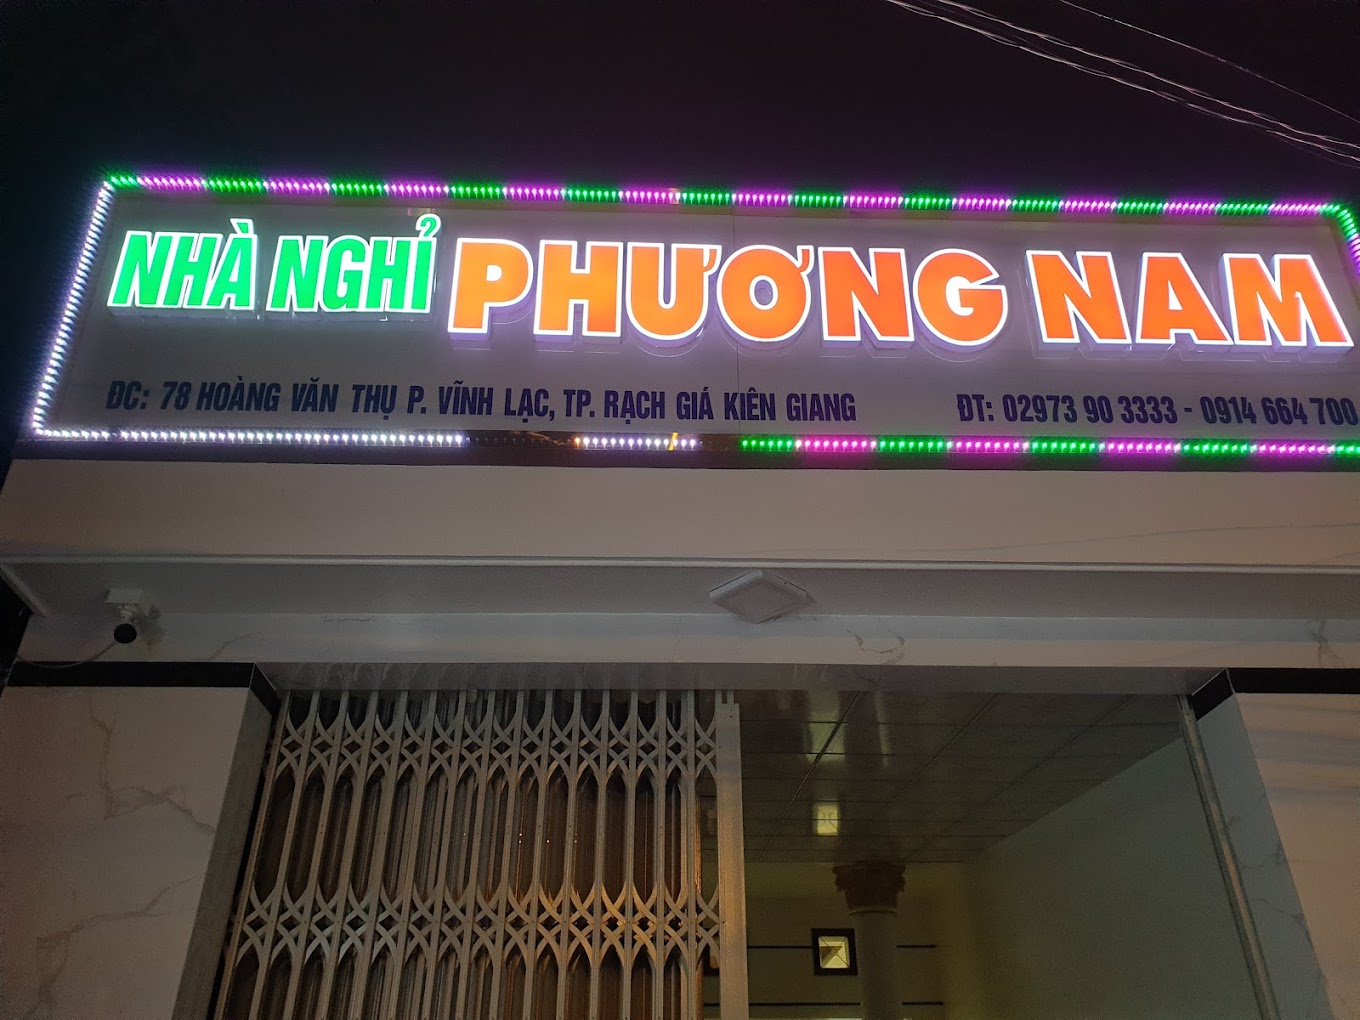 NHÀ NGHỈ PHƯƠNG NAM
ĐC: 78 HOÀNG VĂN THỤ P. VĨNH LẠC, TP. RẠCH GIÁ KIÊN GIANG ĐT: 02973 90 3333 - 0914 664 700